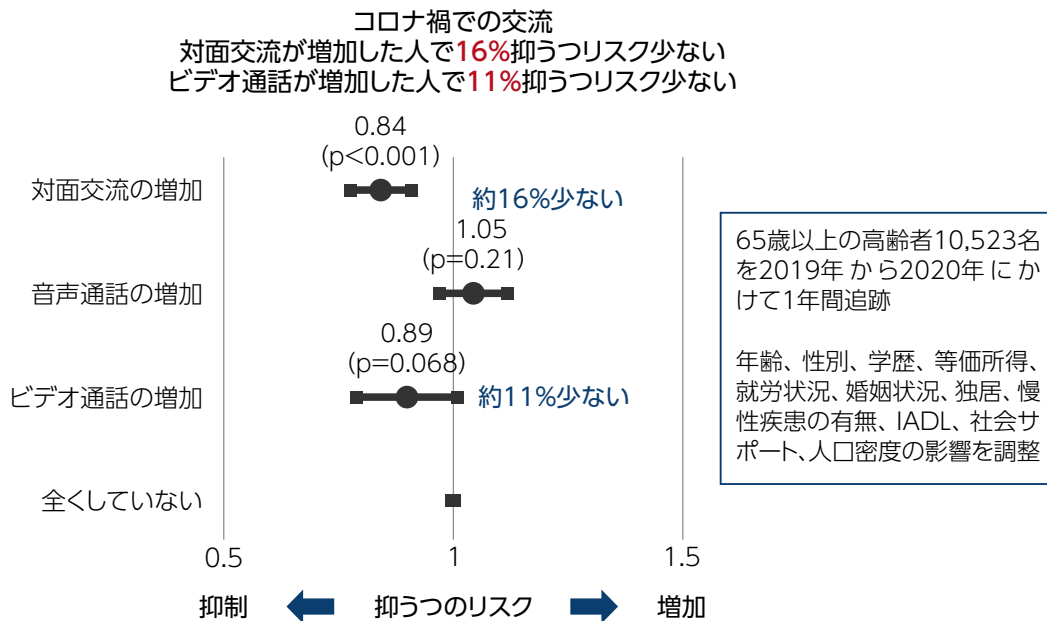 コロナ禍での交流
対面交流が増加した人で16%抑うつリスク少ない
ビデオ通話が増加した人で11%抑うつリスク少ない
0.84
(p<0.001)
対面交流の増加
約16%少ない
1.05
(p=0.21)
音声通話の増加
0.89
(p=0.068)
ビデオ通話の増加
約11%少ない
全くしていない
0.5
1
1.5
抑制
抑うつのリスク
増加
65歳以上の高齢者10,523名
を2019年から2020年にか
けて1年間追跡
年齢、性別、学歴、等価所得、
就労状況、婚姻状況、独居、慢
性疾患の有無、IADL、社会サ
ポート、人口密度の影響を調整